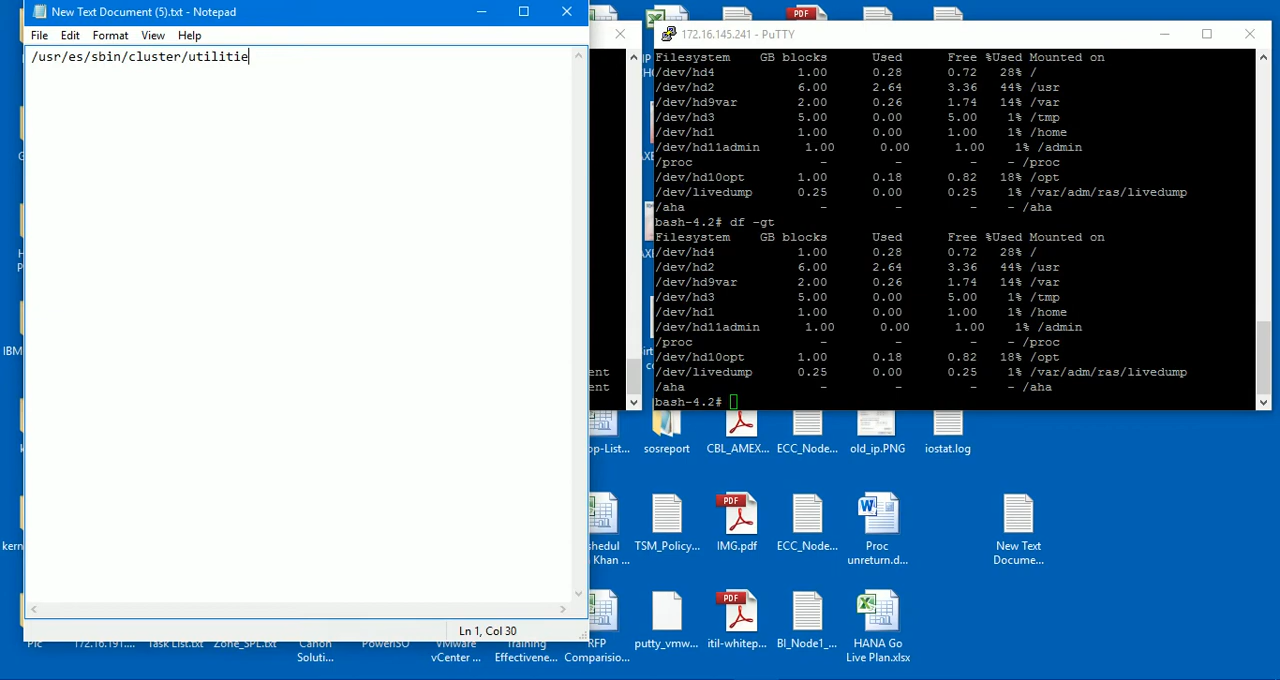 New Text Document (5).txt - Notepad
File Edit Format View Help
/usr/es/sbin/cluster/utilitie
Ln 1, Col 30
172.16.145.241 - PuTTY
Filesystem GB blocks Used Free %Used Mounted on
/dev/hd4 1.00 0.28 0.72 28% /
/dev/hd2 6.00 2.64 3.36 44% /usr
/dev/hd9var 2.00 0.26 1.74 14% /var
/dev/hd3 5.00 0.00 5.00 1% /tmp
/dev/hd1 1.00 0.00 1.00 1% /home
/dev/hd11admin 1.00 0.00 1.00 1% /admin
/proc - - - - /proc
/dev/hd10opt 1.00 0.18 0.82 18% /opt
/dev/livedump 0.25 0.00 0.25 1% /var/adm/ras/livedump
/aha - - - - /aha
bash-4.2# df -gt
Filesystem GB blocks Used Free %Used Mounted on
/dev/hd4 1.00 0.28 0.72 28% /
/dev/hd2 6.00 2.64 3.36 44% /usr
/dev/hd9var 2.00 0.26 1.74 14% /var
/dev/hd3 5.00 0.00 5.00 1% /tmp
/dev/hd1 1.00 0.00 1.00 1% /home
/dev/hd11admin 1.00 0.00 1.00 1% /admin
/proc - - - - /proc
/dev/hd10opt 1.00 0.18 0.82 18% /opt
/dev/livedump 0.25 0.00 0.25 1% /var/adm/ras/livedump
/aha - - - - /aha
bash-4.2#
ent
ent
IBM
kern
op-List... sosreport CBL_AMEX... ECC_Node... old_ip.PNG iostat.log
shedul TSM_Policy... IMG.pdf ECC_Node... Proc New Text
Khan ... unreturn.d... Docume...
Pic 172.16.191... Task List.txt Zone_SPL.txt Canon PowerISO VMware Training RFP putty_vmw... itil-whitep... BI_Node1_... HANA Go
Soluti... vCenter ... Effectivene... Comparision... Live Plan.xlsx